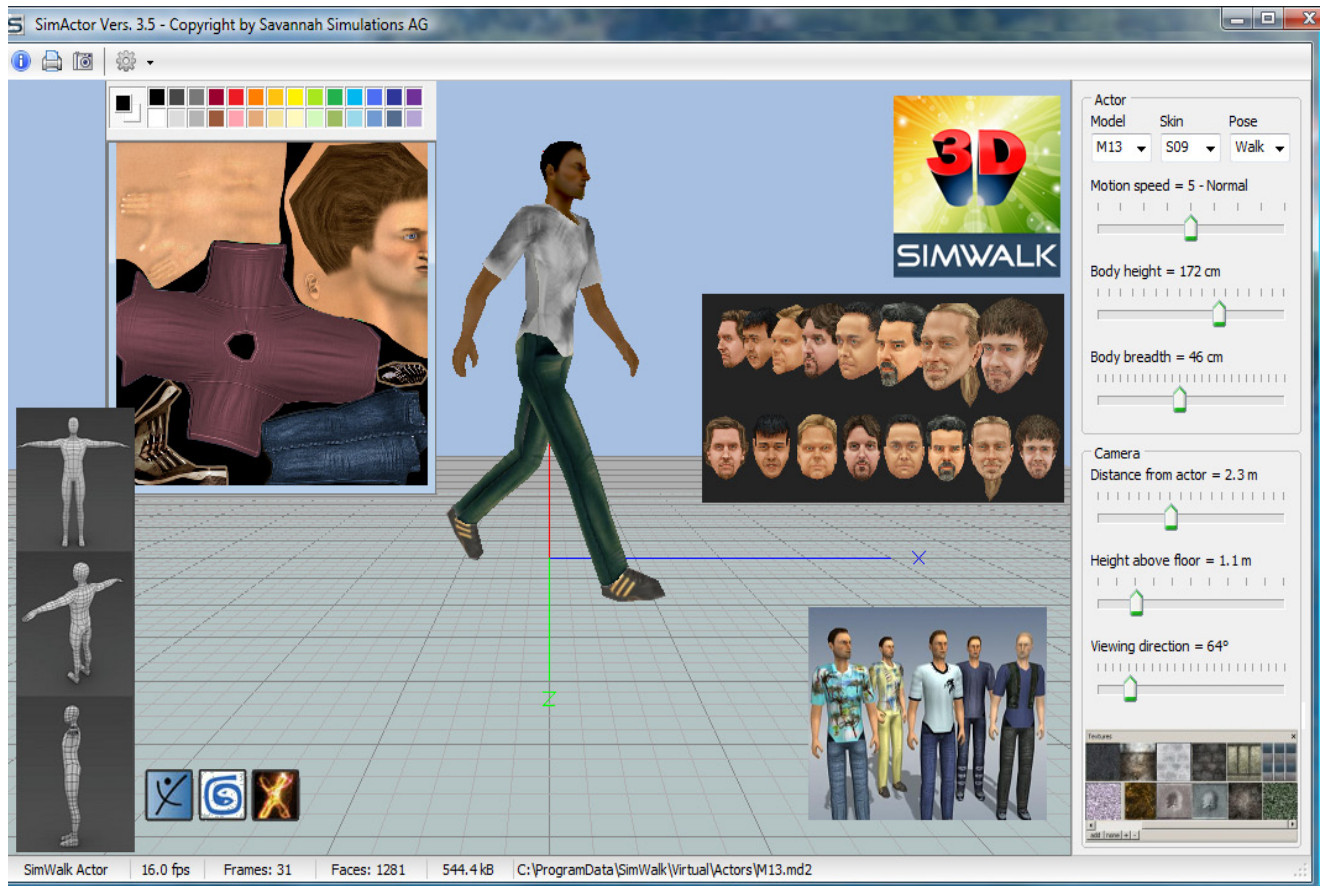 SimActor Vers. 3.5 - Copyright by Savannah Simulations AG
3D
SIMWALK
Actor
Model Skin Pose
M13 S09 Walk
Motion speed = 5 - Normal
Body height = 172 cm
Body breadth = 46 cm
Camera
Distance from actor = 2.3 m
Height above floor = 1.1 m
Viewing direction = 64°
X
Z
Textures
add none + -
SimWalk Actor 16.0 fps Frames: 31 Faces: 1281 544.4 kB C:\ProgramData\SimWalk\Virtual\Actors\M13.md2